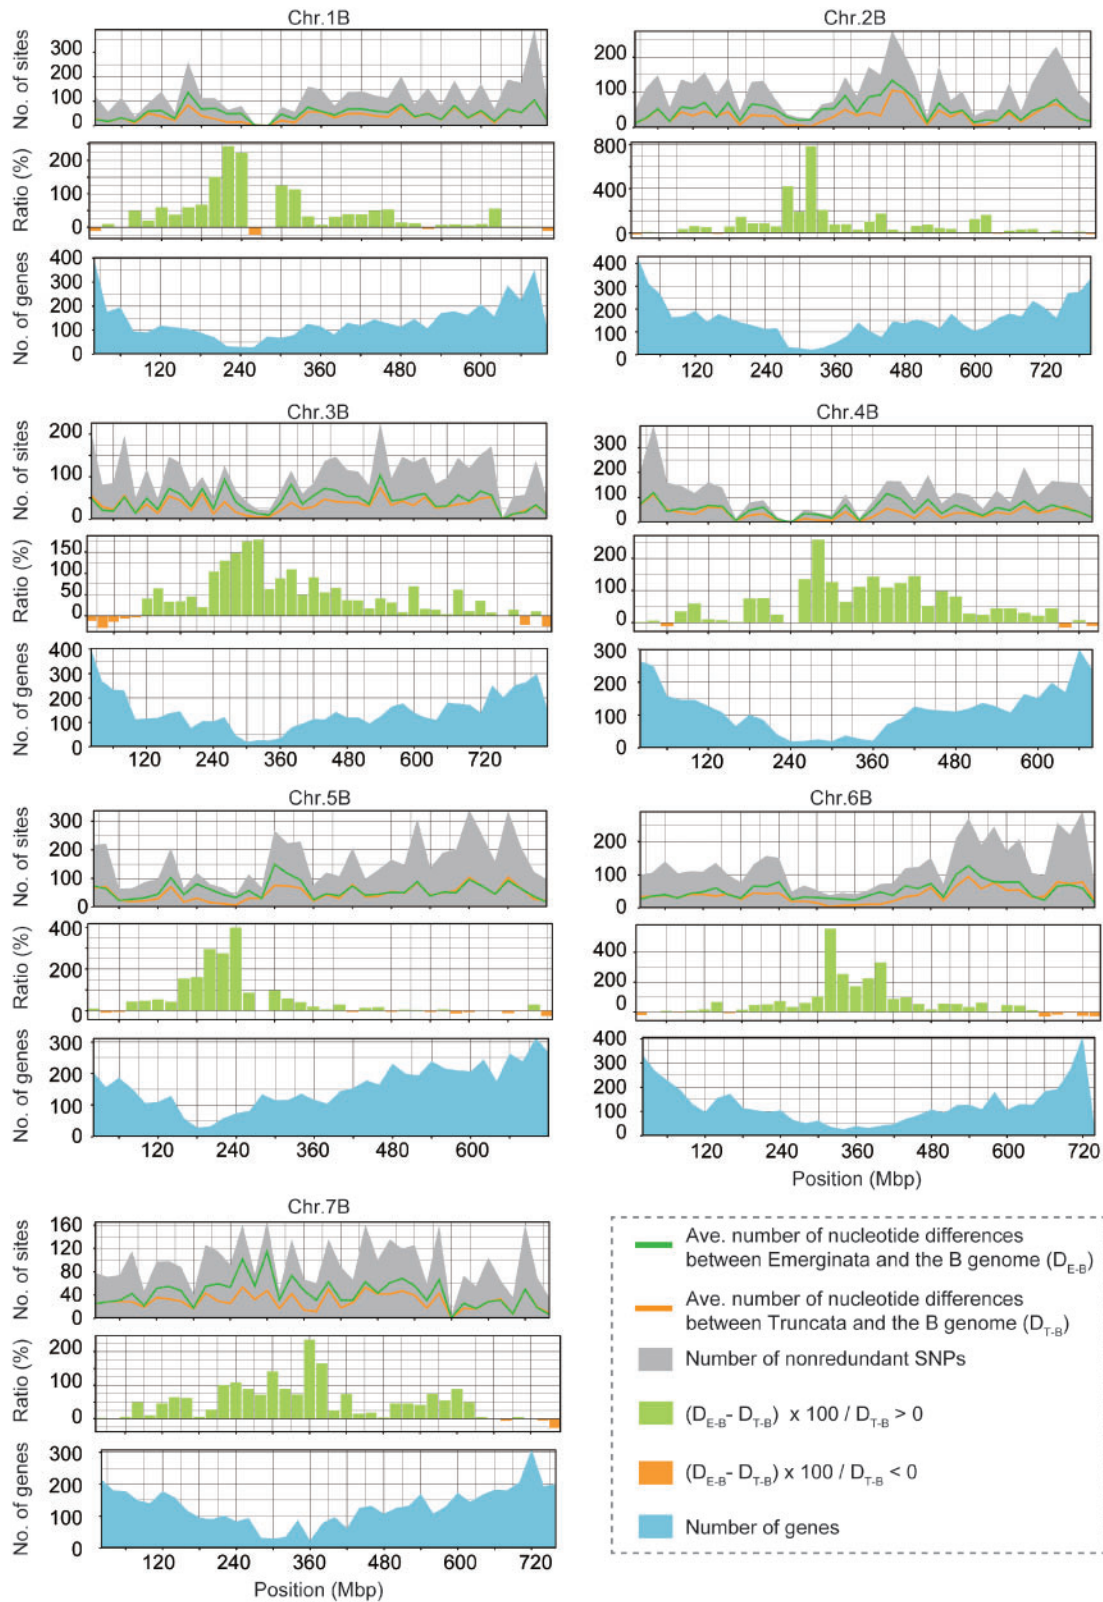 Chr.1B
No. of sites
300
200
100
0
Ratio (%)
200
100
0
No. of genes
400
300
200
100
0
120 240 360 480 600
Chr.2B
200
100
0
800
400
0
400
300
200
100
0
120 240 360 480 600 720
Chr.3B
No. of sites
200
100
0
Ratio (%)
150
100
50
0
No. of genes
400
300
200
100
0
120 240 360 480 600 720
Chr.4B
300
200
100
0
200
100
0
300
200
100
0
120 240 360 480 600
Chr.5B
No. of sites
300
200
100
0
Ratio (%)
400
200
0
No. of genes
300
200
100
0
120 240 360 480 600
Chr.6B
200
100
0
400
200
0
400
300
200
100
0
120 240 360 480 600 720
Position (Mbp)
Chr.7B
No. of sites
160
120
80
40
0
Ratio (%)
200
100
0
No. of genes
300
200
100
0
120 240 360 480 600 720
Position (Mbp)
Ave. number of nucleotide differences
between Emerginata and the B genome (D_E-B)
Ave. number of nucleotide differences
between Truncata and the B genome (D_T-B)
Number of nonredundant SNPs
(D_E-B - D_T-B) x 100 / D_T-B > 0
(D_E-B - D_T-B) x 100 / D_T-B < 0
Number of genes